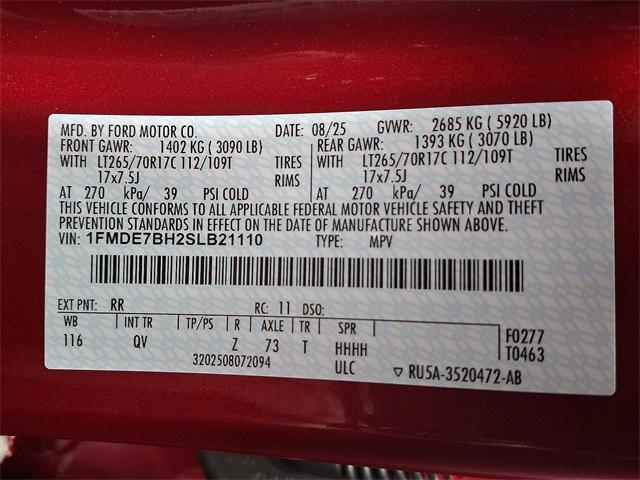 MFD. BY FORD MOTOR CO. DATE: 08/25 GVWR: 2685 KG ( 5920 LB)
FRONT GAWR: 1402 KG ( 3090 LB) REAR GAWR: 1393 KG ( 3070 LB)
WITH LT265/70R17C 112/109T TIRES WITH LT265/70R17C 112/109T TIRES
17x7.5J RIMS 17x7.5J RIMS
AT 270 kPa/ 39 PSI COLD AT 270 kPa/ 39 PSI COLD
THIS VEHICLE CONFORMS TO ALL APPLICABLE FEDERAL MOTOR VEHICLE SAFETY AND THEFT
PREVENTION STANDARDS IN EFFECT ON THE DATE OF MANUFACTURE SHOWN ABOVE.
VIN: 1FMDE7BH2SLB21110 TYPE: MPV
EXT PNT: RR RC: 11 DSO:
WB INT TR TP/PS R AXLE TR SPR F0277
116 QV Z 73 T HHHH T0463
3202508072094 ULC ▽ RU5A-3520472-AB